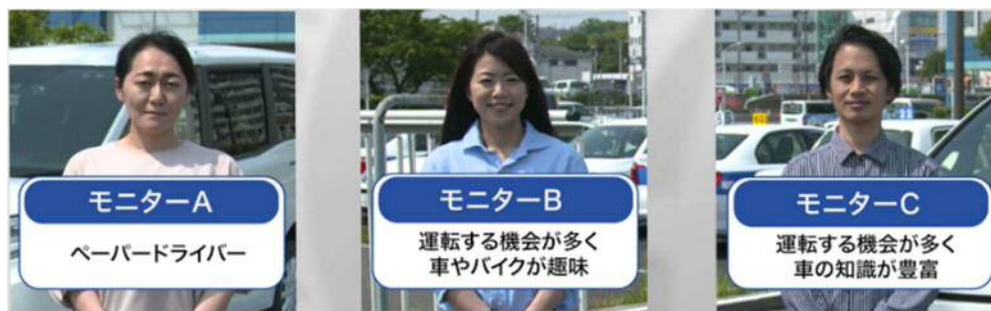 モニターA
ペーパードライバー
モニターB
運転する機会が多く
車やバイクが趣味
モニターC
運転する機会が多く
車の知識が豊富